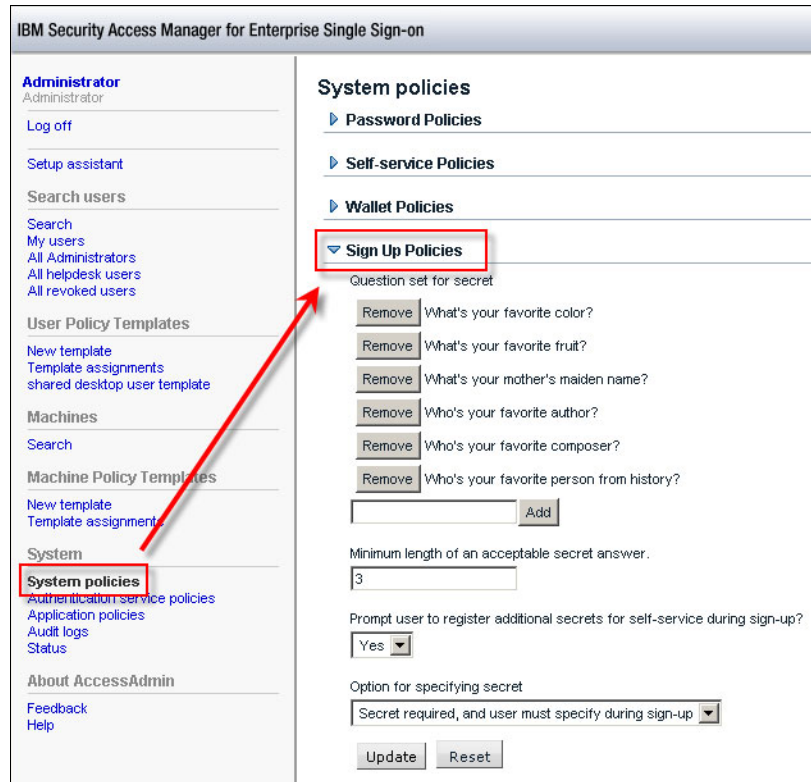 IBM Security Access Manager for Enterprise Single Sign-on
Administrator
Administrator
Log off
Setup assistant
Search users
Search
My users
All Administrators
All helpdesk users
All revoked users
User Policy Templates
New template
Template assignments
shared desktop user template
Machines
Search
Machine Policy Templates
New template
Template assignments
System
System policies
Authentication service policies
Application policies
Audit logs
Status
About AccessAdmin
Feedback
Help
System policies
Password Policies
Self-service Policies
Wallet Policies
Sign Up Policies
Question set for secret
Remove What's your favorite color?
Remove What's your favorite fruit?
Remove What's your mother's maiden name?
Remove Who's your favorite author?
Remove Who's your favorite composer?
Remove Who's your favorite person from history?
Add
Minimum length of an acceptable secret answer.
3
Prompt user to register additional secrets for self-service during sign-up?
Yes
Option for specifying secret
Secret required, and user must specify during sign-up
Update Reset